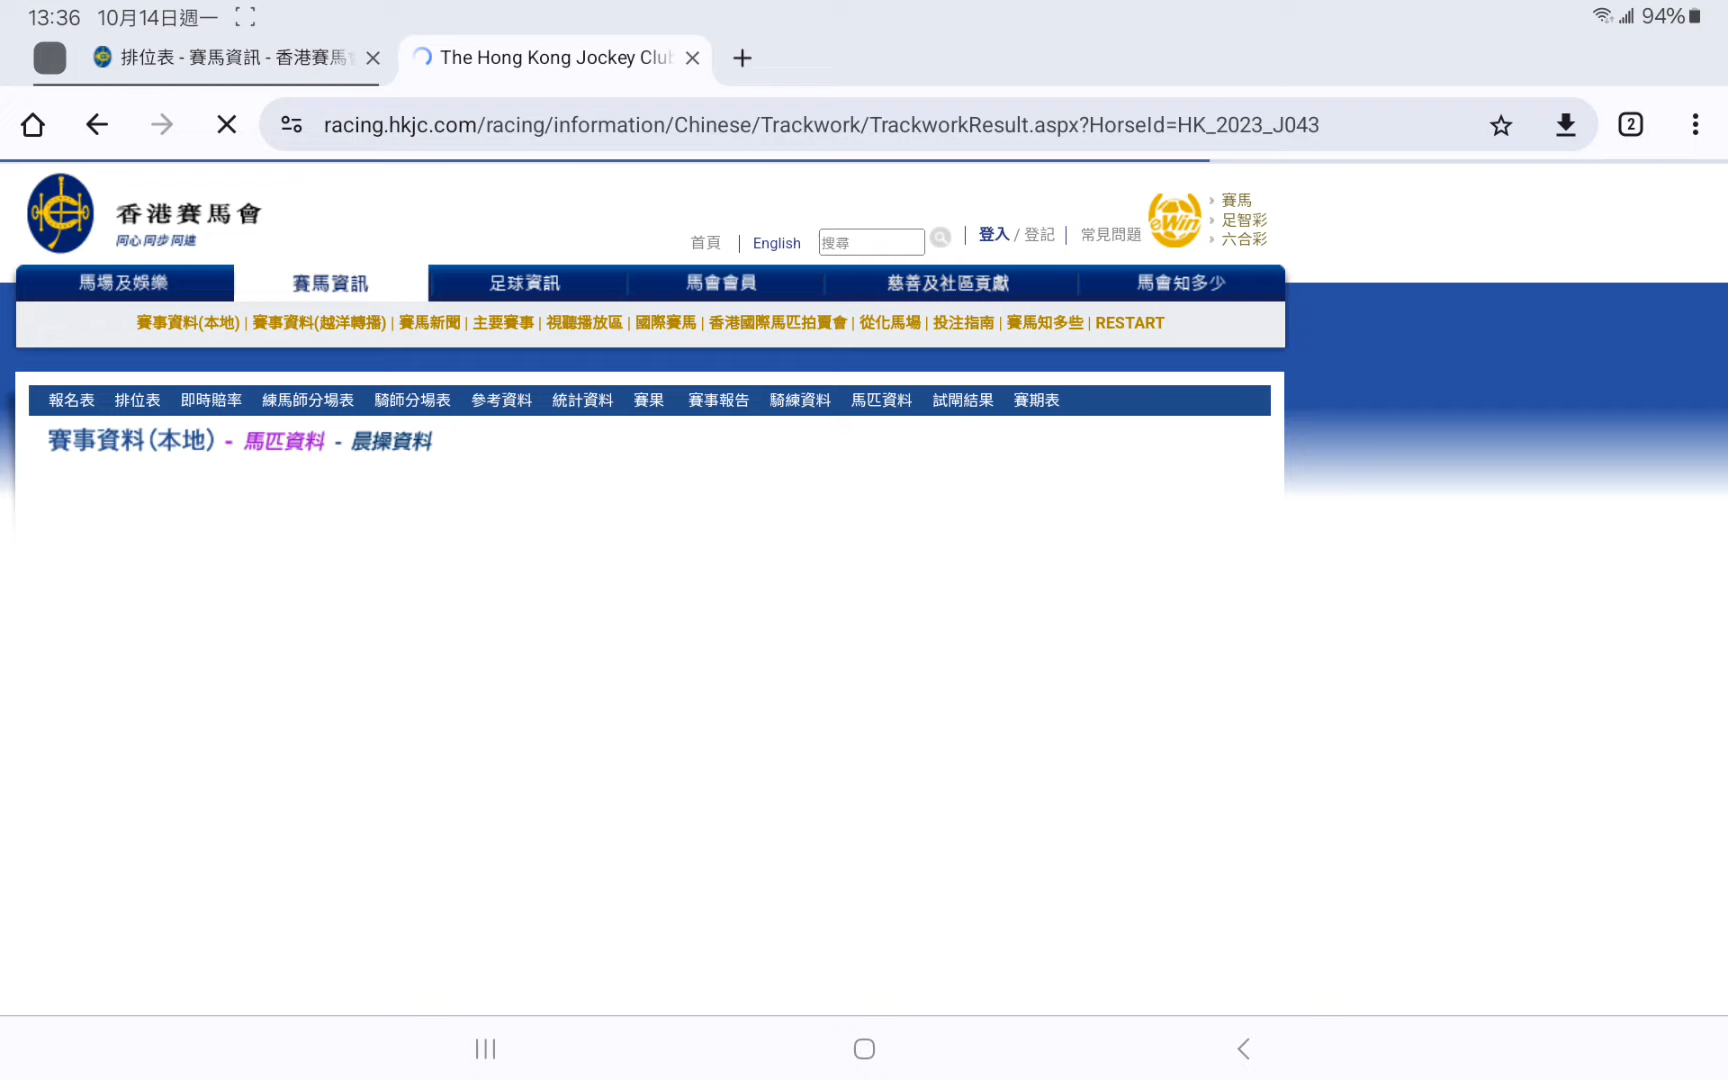 13:36 10月14日週一 94%
排位表 - 賽馬資訊 - 香港賽馬
The Hong Kong Jockey Clu
racing.hkjc.com/racing/information/Chinese/Trackwork/TrackworkResult.aspx?HorseId=HK_2023_J043
2
香港賽馬會
同心同步同進
首頁 | English 搜尋 | 登入 / 登記 | 常見問題
eWin
賽馬
足智彩
六合彩
馬場及娛樂 賽馬資訊 足球資訊 馬會會員 慈善及社區貢獻 馬會知多少
賽事資料(本地) | 賽事資料(越洋轉播) | 賽馬新聞 | 主要賽事 | 視聽播放區 | 國際賽馬 | 香港國際馬匹拍賣會 | 從化馬場 | 投注指南 | 賽馬知多些 | RESTART
報名表 排位表 即時賠率 練馬師分場表 騎師分場表 參考資料 統計資料 賽果 賽事報告 騎練資料 馬匹資料 試閘結果 賽期表
賽事資料(本地) - 馬匹資料 - 晨操資料